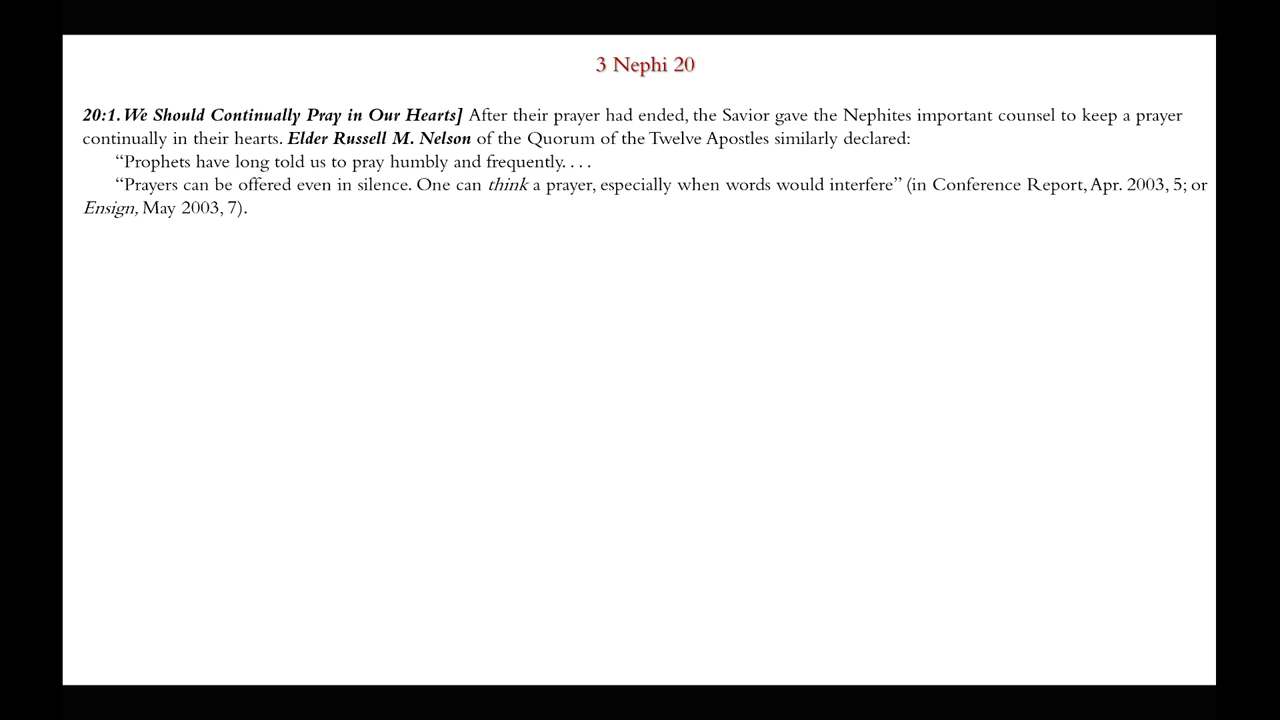 3 Nephi 20
20:1. We Should Continually Pray in Our Hearts] After their prayer had ended, the Savior gave the Nephites important counsel to keep a prayer
continually in their hearts. Elder Russell M. Nelson of the Quorum of the Twelve Apostles similarly declared:
“Prophets have long told us to pray humbly and frequently. . . .
“Prayers can be offered even in silence. One can think a prayer, especially when words would interfere” (in Conference Report, Apr. 2003, 5; or
Ensign, May 2003, 7).